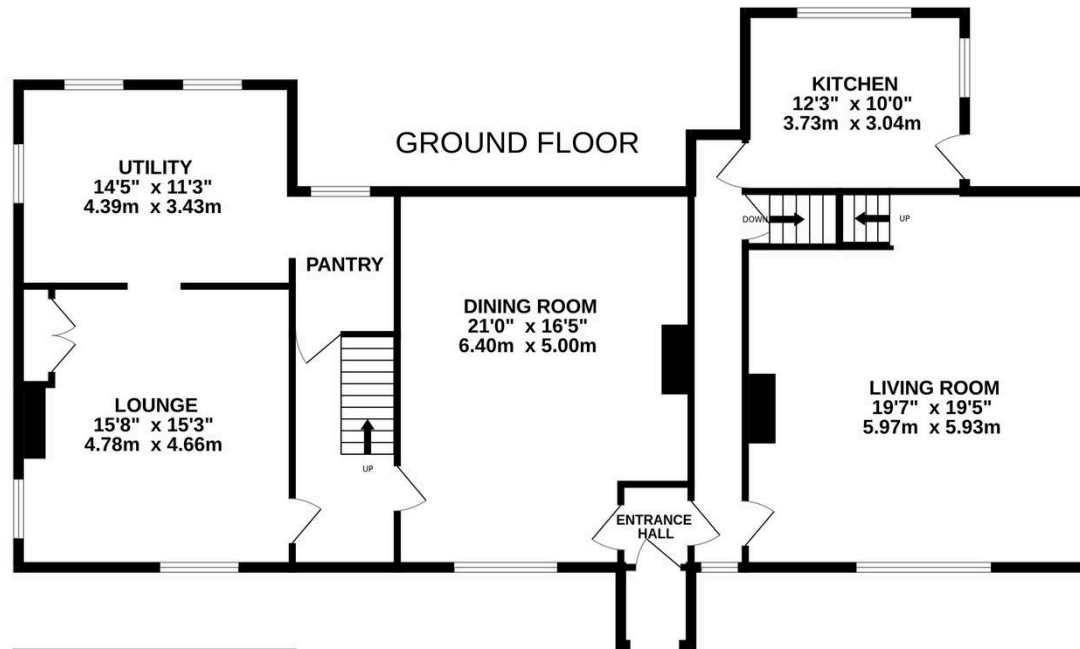 GROUND FLOOR
KITCHEN
12'3" x 10'0"
3.73m x 3.04m
UTILITY
14'5" x 11'3"
4.39m x 3.43m
DOWN
UP
PANTRY
DINING ROOM
21'0" x 16'5"
6.40m x 5.00m
LIVING ROOM
19'7" x 19'5"
5.97m x 5.93m
LOUNGE
15'8" x 15'3"
4.78m x 4.66m
UP
ENTRANCE
HALL